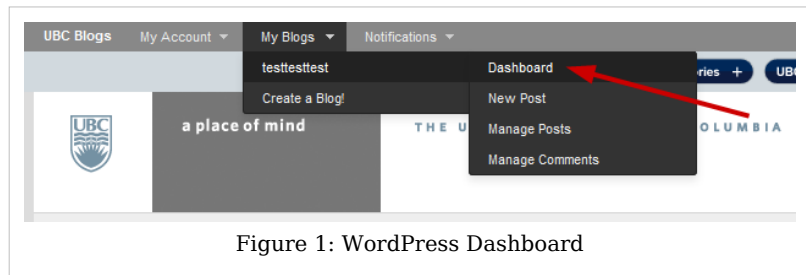 UBC Blogs My Account My Blogs Notifications
testtesttest Dashboard
ries + UBC
Create a Blog! New Post
UBC a place of mind THE U OLUMBIA
Manage Posts
Manage Comments
Figure 1: WordPress Dashboard